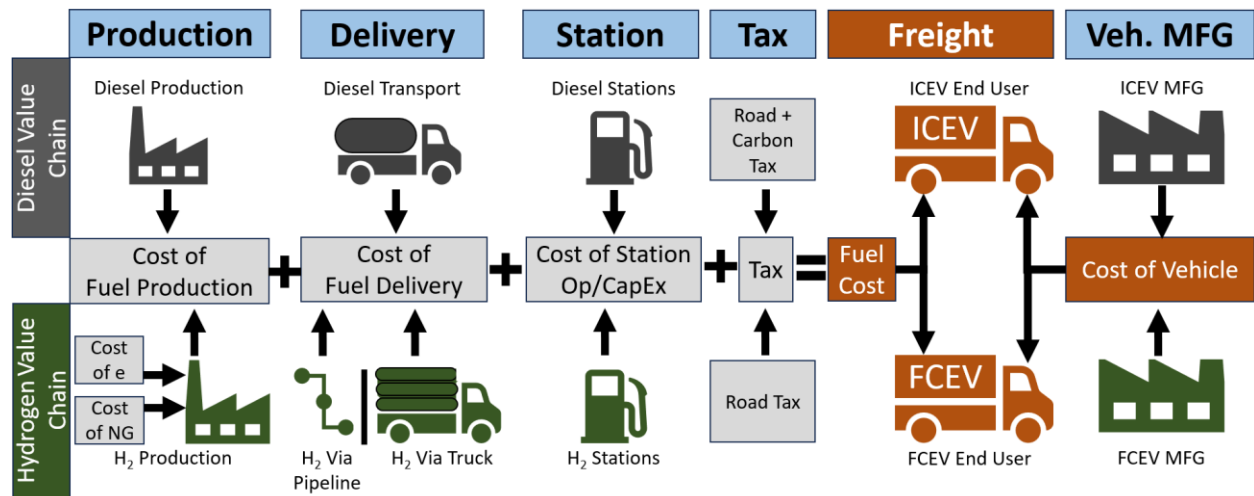 Production
Delivery
Station
Tax
Freight
Veh. MFG
Diesel Value
Chain
Diesel Production
Diesel Transport
Diesel Stations
Road +
Carbon
Tax
ICEV End User
ICEV
ICEV MFG
Cost of
Fuel Production
+
Cost of
Fuel Delivery
+
Cost of Station
Op/CapEx
+
Tax
=
Fuel
Cost
Cost of Vehicle
Hydrogen Value
Chain
Cost
of e
Cost
of NG
H₂ Production
H₂ Via
Pipeline
H₂ Via Truck
H₂ Stations
Road Tax
FCEV
FCEV End User
FCEV MFG